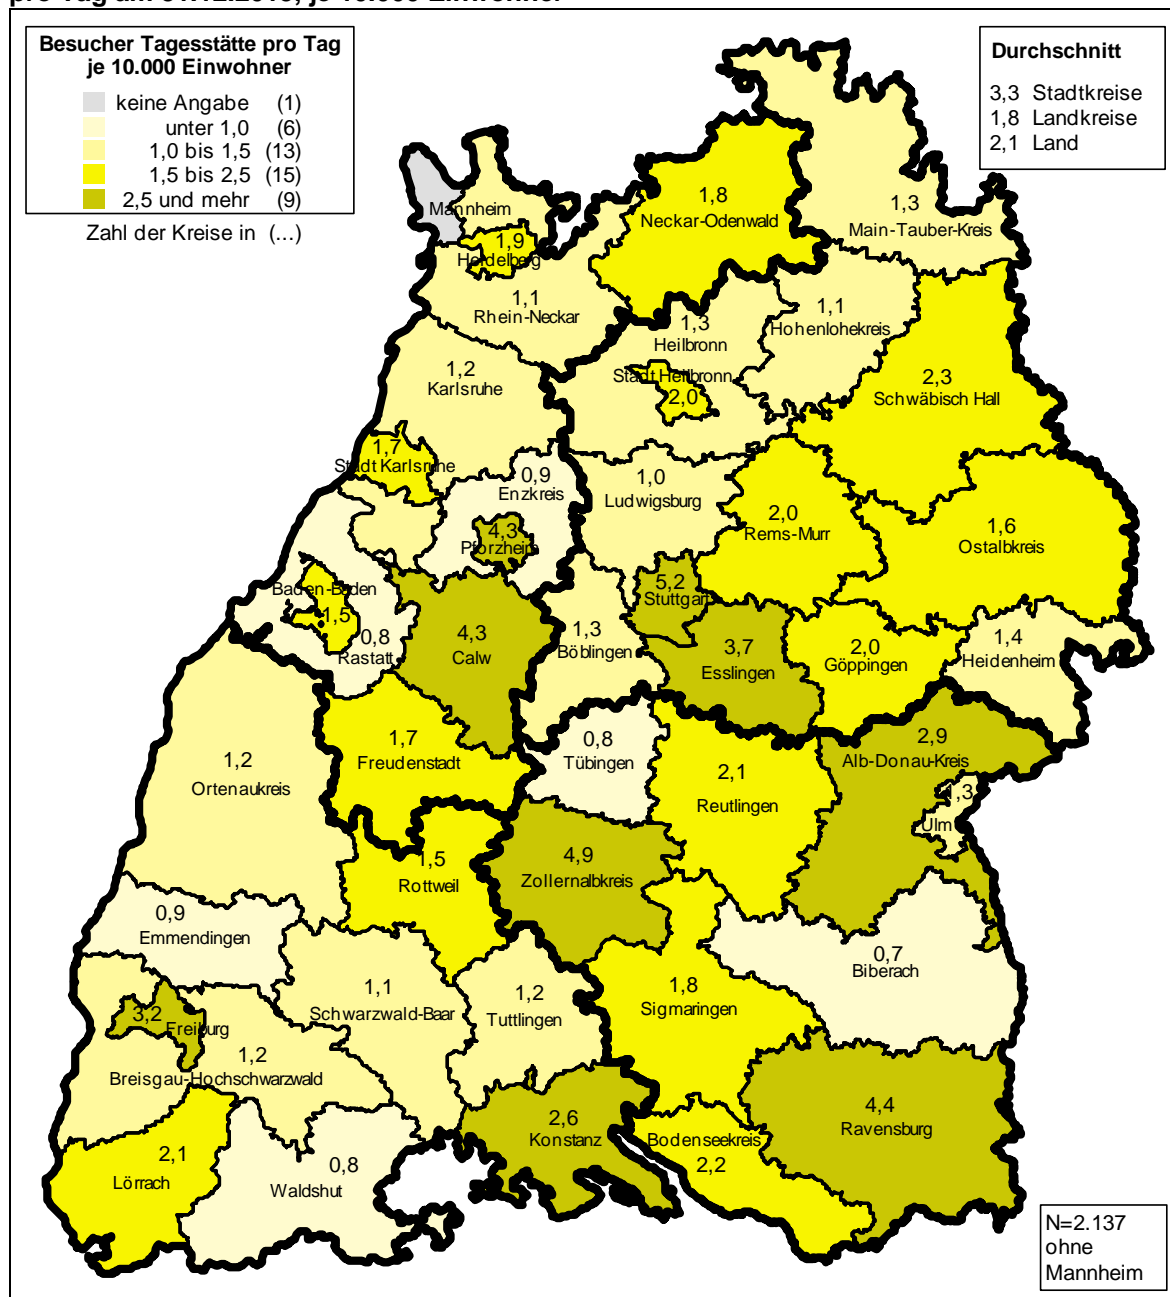 Besucher Tagesstätte pro Tag
je 10.000 Einwohner
keine Angabe (1)
unter 1,0 (6)
1,0 bis 1,5 (13)
1,5 bis 2,5 (15)
2,5 und mehr (9)
Zahl der Kreise in (...)
Durchschnitt
3,3 Stadtkreise
1,8 Landkreise
2,1 Land
Mannheim
1,9
Heidelberg
1,8
Neckar-Odenwald
1,3
Main-Tauber-Kreis
1,1
Rhein-Neckar
1,3
Heilbronn
1,1
Hohenlohekreis
1,2
Karlsruhe
Stadt Heilbronn
2,0
2,3
Schwäbisch Hall
1,7
Stadt Karlsruhe
0,9
Enzkreis
1,0
Ludwigsburg
4,3
Pforzheim
2,0
Rems-Murr
1,6
Ostalbkreis
Baden-Baden
1,5
0,8
Rastatt
4,3
Calw
1,3
Böblingen
5,2
Stuttgart
3,7
Esslingen
2,0
Göppingen
1,4
Heidenheim
1,2
Ortenaukreis
1,7
Freudenstadt
0,8
Tübingen
2,1
Reutlingen
2,9
Alb-Donau-Kreis
1,3
Ulm
1,5
Rottweil
4,9
Zollernalbkreis
0,9
Emmendingen
0,7
Biberach
3,2
Freiburg
1,1
Schwarzwald-Baar
1,2
Tuttlingen
1,8
Sigmaringen
1,2
Breisgau-Hochschwarzwald
2,6
Konstanz
Bodenseekreis
2,2
4,4
Ravensburg
2,1
Lörrach
0,8
Waldshut
N=2.137
ohne
Mannheim